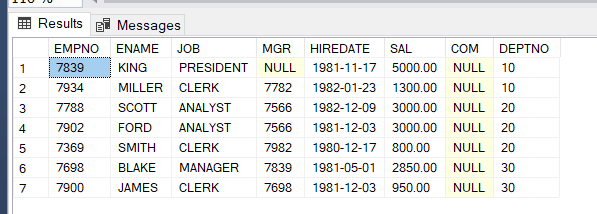 110 %
Results Messages
EMPNO ENAME JOB MGR HIREDATE SAL COM DEPTNO
1 7839 KING PRESIDENT NULL 1981-11-17 5000.00 NULL 10
2 7934 MILLER CLERK 7782 1982-01-23 1300.00 NULL 10
3 7788 SCOTT ANALYST 7566 1982-12-09 3000.00 NULL 20
4 7902 FORD ANALYST 7566 1981-12-03 3000.00 NULL 20
5 7369 SMITH CLERK 7982 1980-12-17 800.00 NULL 20
6 7698 BLAKE MANAGER 7839 1981-05-01 2850.00 NULL 30
7 7900 JAMES CLERK 7698 1981-12-03 950.00 NULL 30